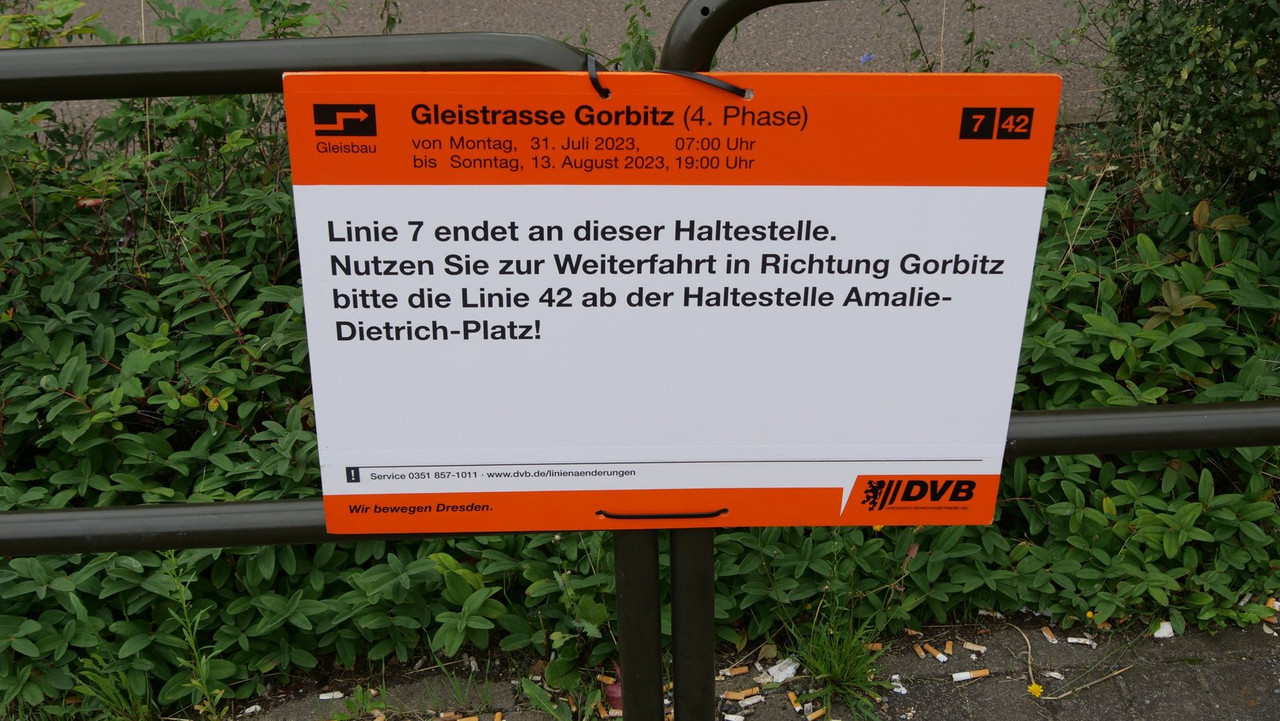 Gleistrasse Gorbitz (4. Phase)
7 42
Gleisbau
von Montag, 31. Juli 2023, 07:00 Uhr
bis Sonntag, 13. August 2023, 19:00 Uhr
Linie 7 endet an dieser Haltestelle.
Nutzen Sie zur Weiterfahrt in Richtung Gorbitz
bitte die Linie 42 ab der Haltestelle Amalie-
Dietrich-Platz!
! Service 0351 857-1011 · www.dvb.de/linienaenderungen
Wir bewegen Dresden.
DVB
DRESDNER VERKEHRSBETRIEBE AG